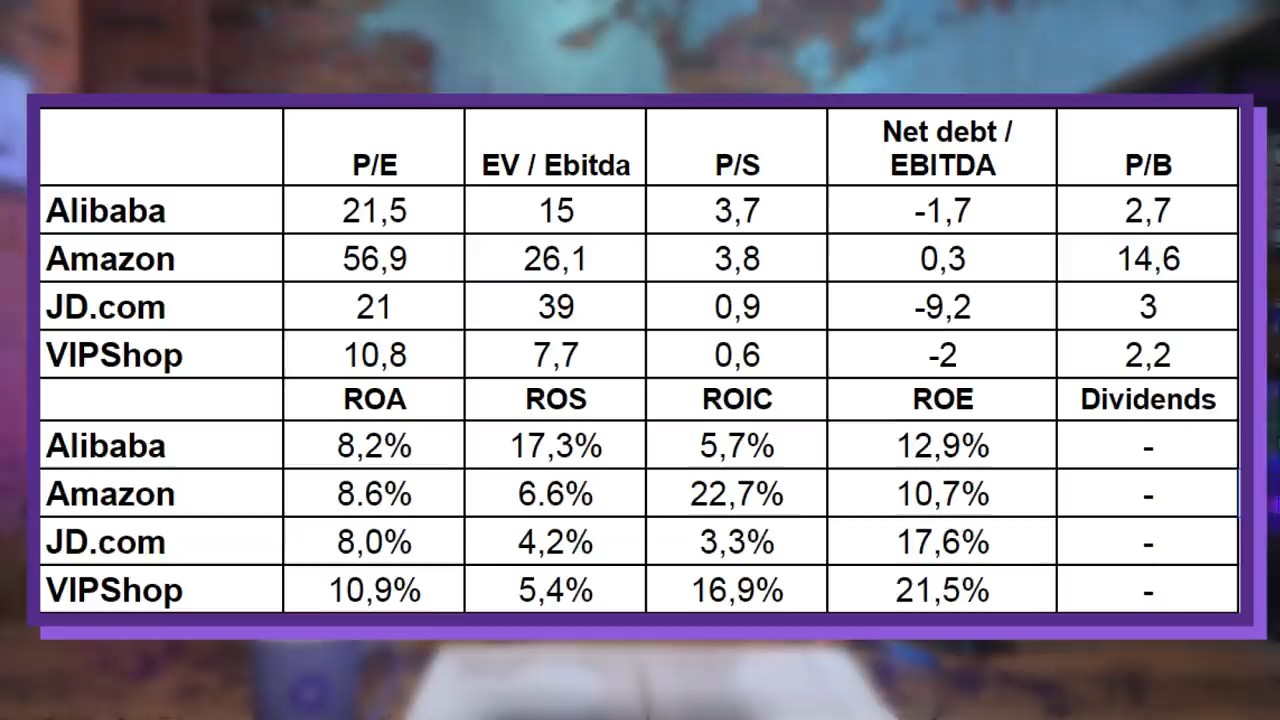 P/E EV / Ebitda P/S Net debt / EBITDA P/B
Alibaba 21,5 15 3,7 -1,7 2,7
Amazon 56,9 26,1 3,8 0,3 14,6
JD.com 21 39 0,9 -9,2 3
VIPShop 10,8 7,7 0,6 -2 2,2
ROA ROS ROIC ROE Dividends
Alibaba 8,2% 17,3% 5,7% 12,9% -
Amazon 8.6% 6.6% 22,7% 10,7% -
JD.com 8,0% 4,2% 3,3% 17,6% -
VIPShop 10,9% 5,4% 16,9% 21,5% -